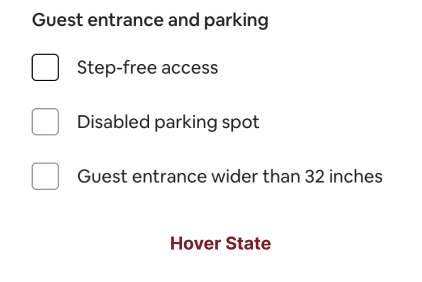 Guest entrance and parking
Step-free access
Disabled parking spot
Guest entrance wider than 32 inches
Hover State